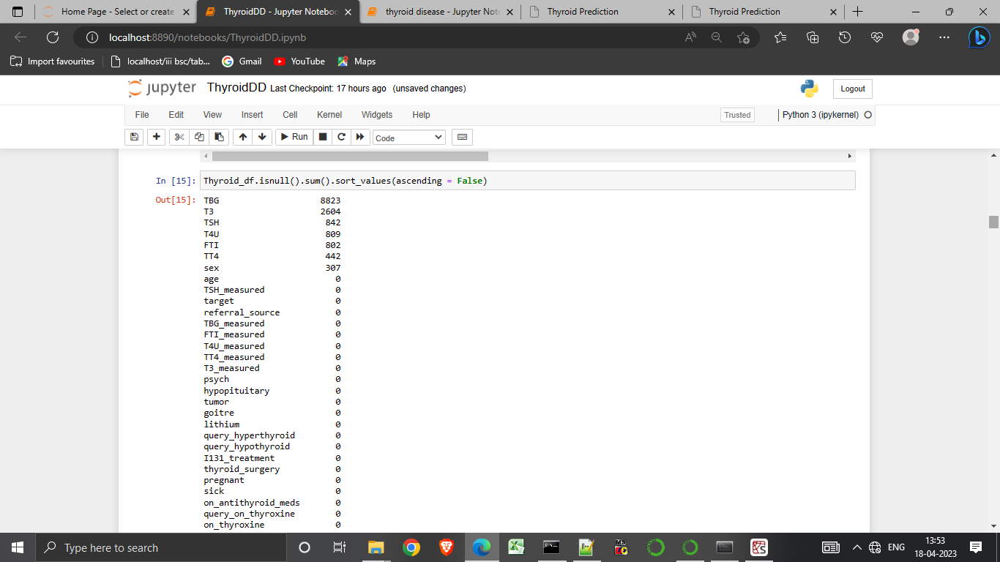 Home Page - Select or create
ThyroidDD - Jupyter Noteboo
thyroid disease - Jupyter Not
Thyroid Prediction
Thyroid Prediction
localhost:8890/notebooks/ThyroidDD.ipynb
Import favourites
localhost/iii bsc/tab...
Gmail
YouTube
Maps
jupyter ThyroidDD Last Checkpoint: 17 hours ago (unsaved changes)
Logout
File Edit View Insert Cell Kernel Widgets Help
Trusted
Python 3 (ipykernel)
Run
Code
In [15]: Thyroid_df.isnull().sum().sort_values(ascending = False)
Out[15]: TBG 8823
T3 2604
TSH 842
T4U 809
FTI 802
TT4 442
sex 307
age 0
TSH_measured 0
target 0
referral_source 0
TBG_measured 0
FTI_measured 0
T4U_measured 0
TT4_measured 0
T3_measured 0
psych 0
hypopituitary 0
tumor 0
goitre 0
lithium 0
query_hyperthyroid 0
query_hypothyroid 0
I131_treatment 0
thyroid_surgery 0
pregnant 0
sick 0
on_antithyroid_meds 0
query_on_thyroxine 0
on_thyroxine 0
Type here to search
ENG
13:53
18-04-2023